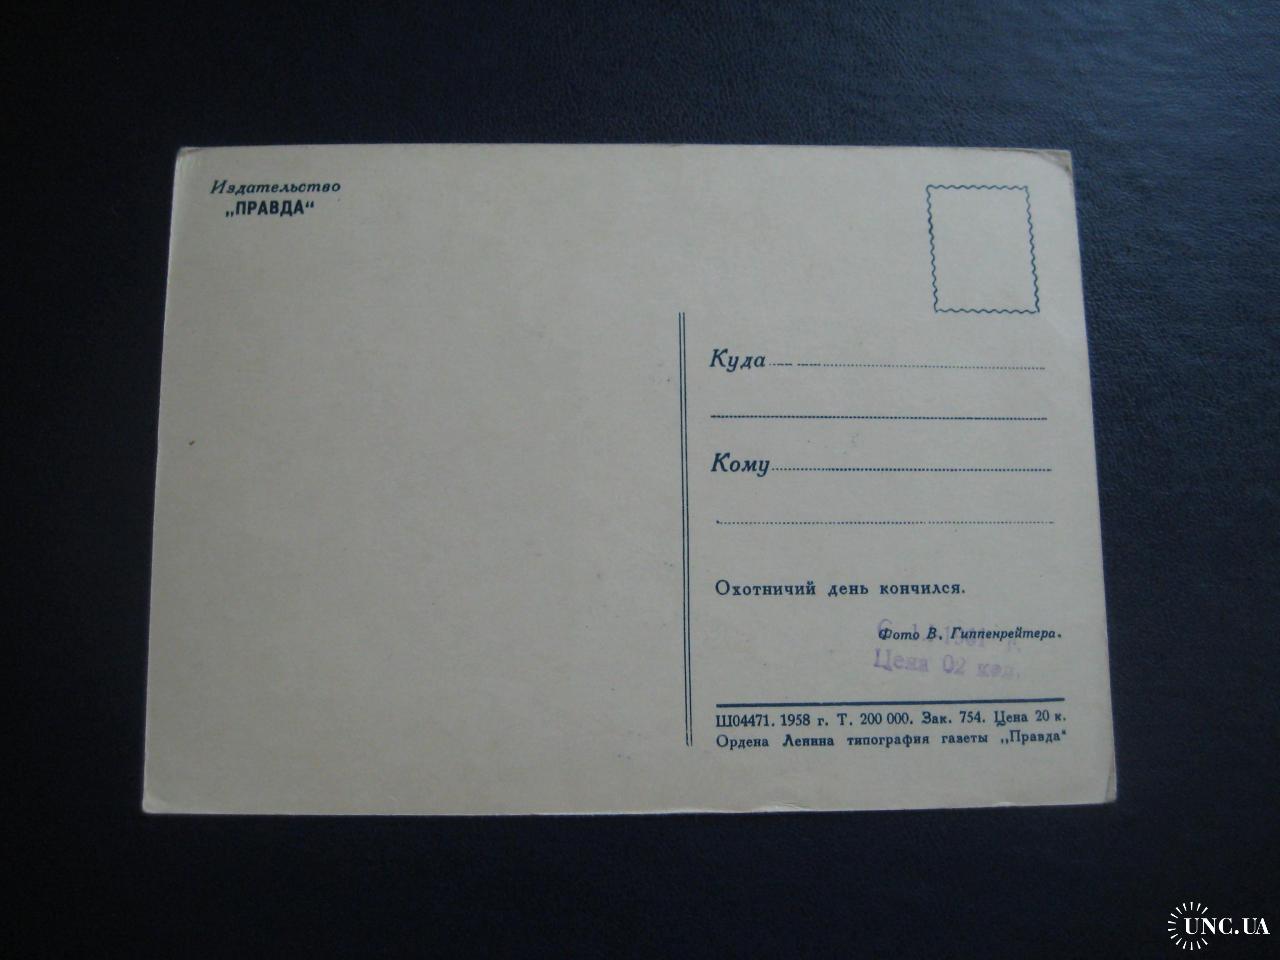 Издательство
„ПРАВДА“
Куда
Кому
Охотничий день кончился.
Фото В. Гиппенрейтера.
Цена 02 коп.
Ш04471. 1958 г. Т. 200 000. Зак. 754. Цена 20 к.
Ордена Ленина типография газеты „Правда“
UNC.UA